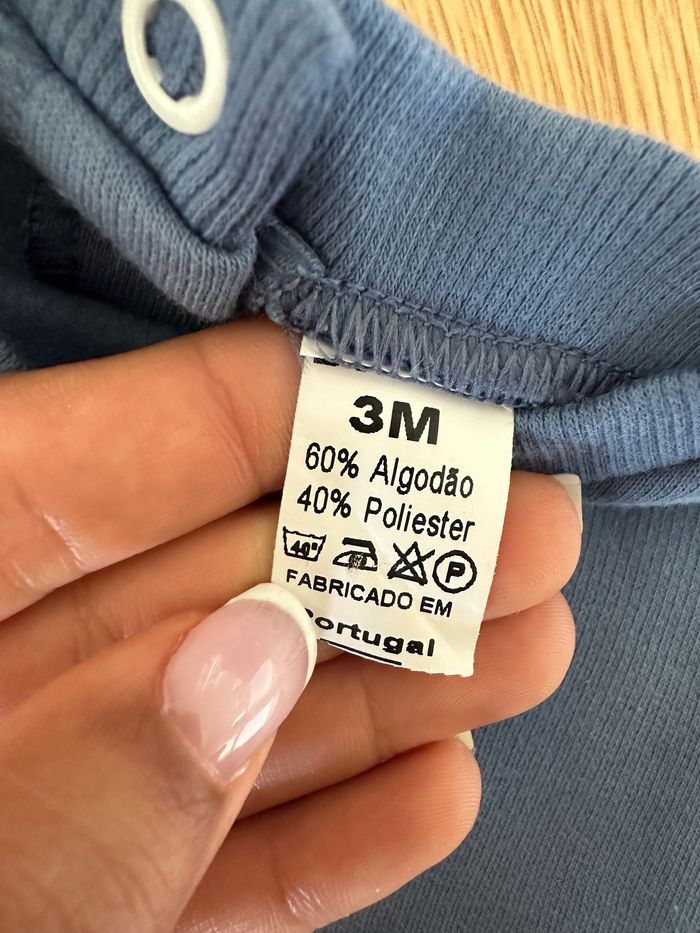 3M
60% Algodão
40% Poliester
40° P
FABRICADO EM
Portugal